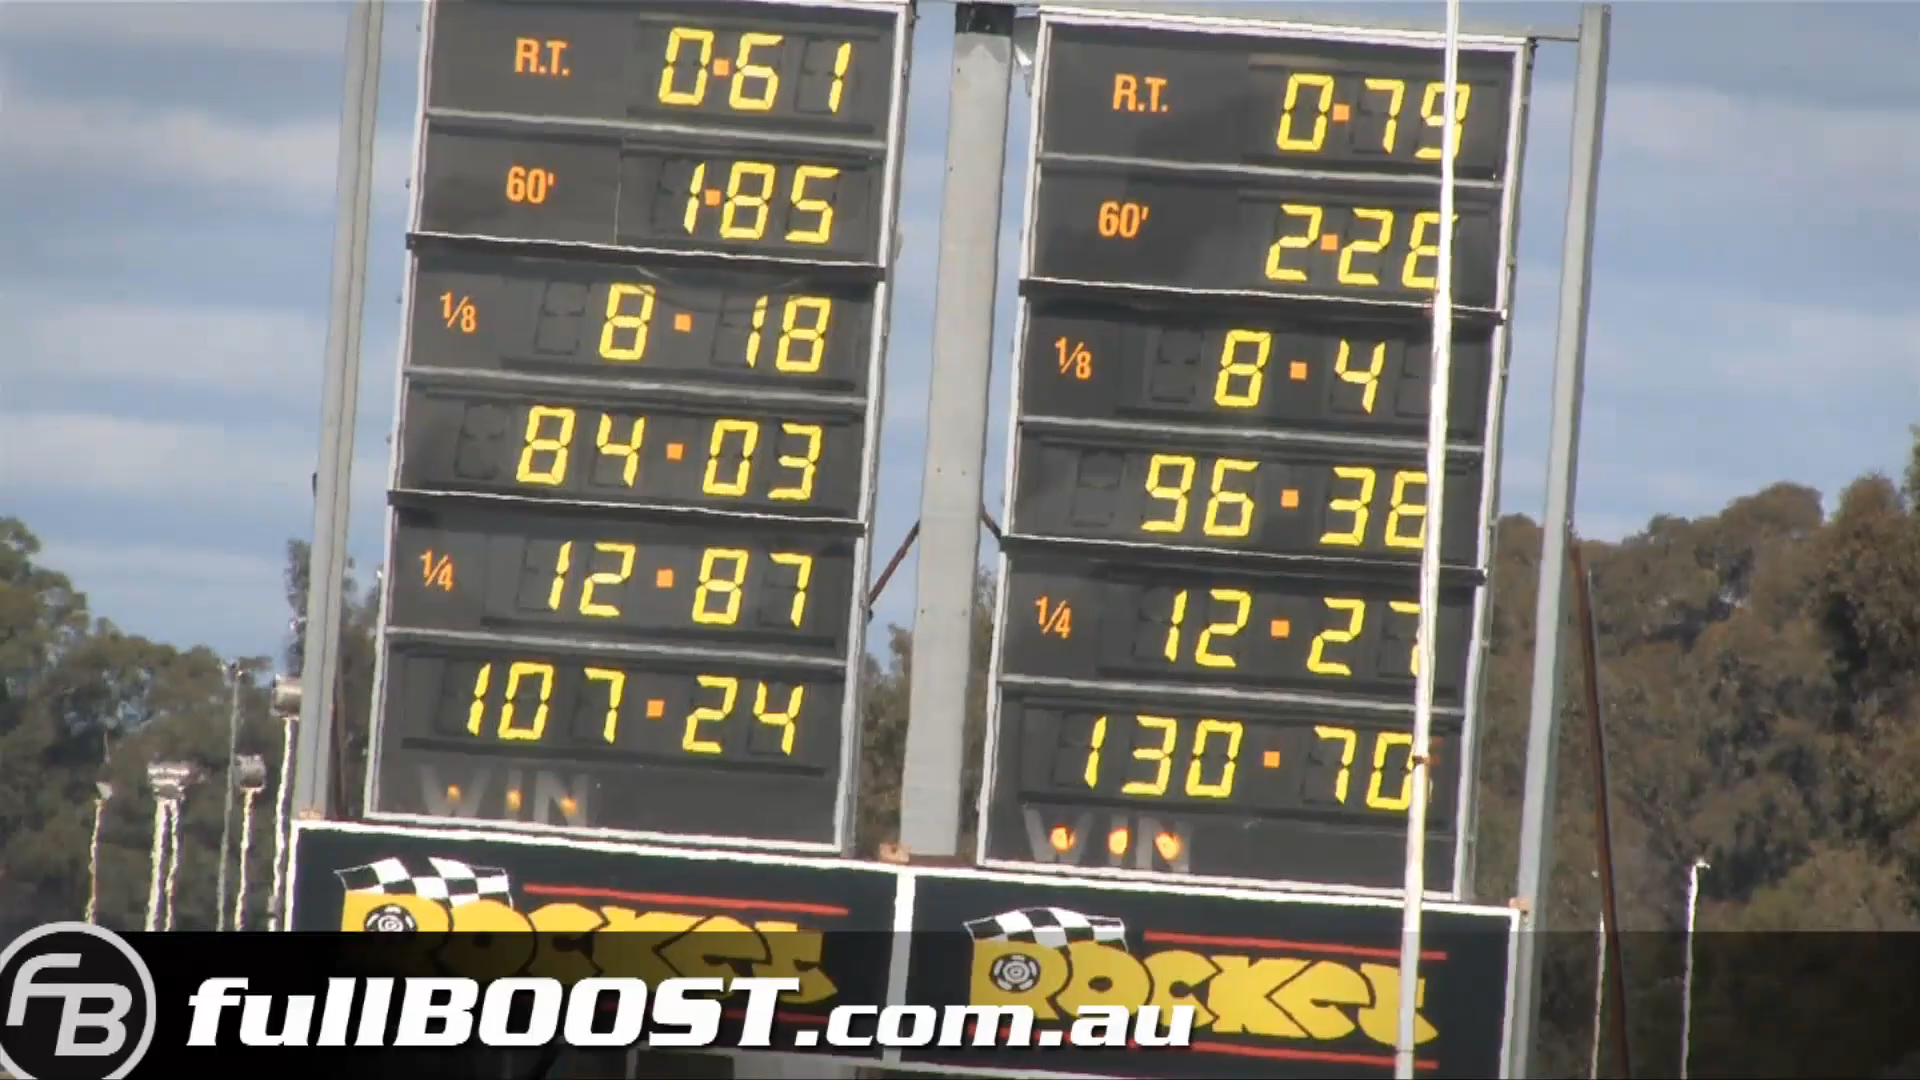 R.T. 0.61
60' 1.85
1/8 8.18
84.03
1/4 12.87
107.24
WIN
R.T. 0.79
60' 2.28
1/8 8.4
96.38
1/4 12.27
130.70
WIN
ROCKET
ROCKET
FB
fullBOOST.com.au